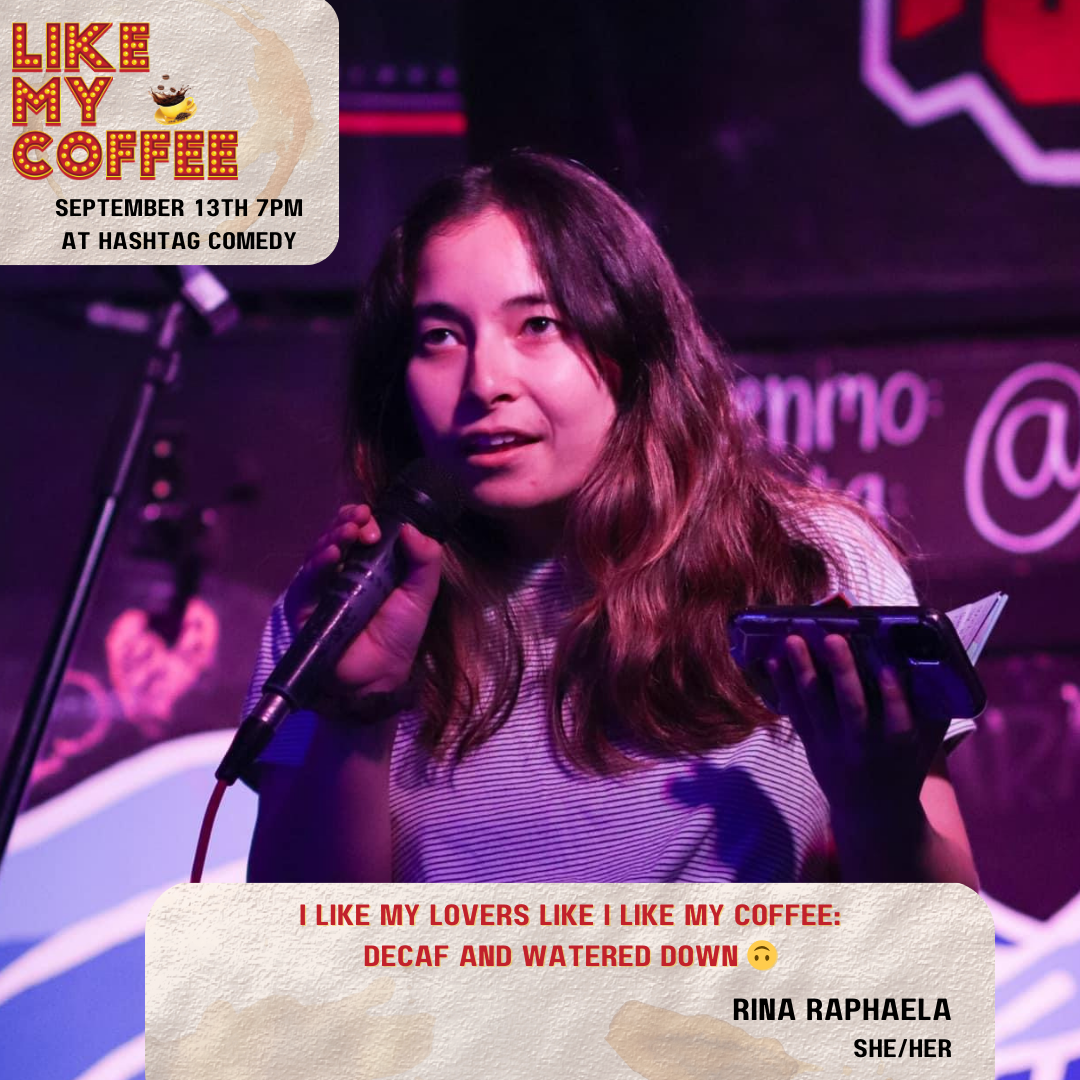 LIKE
MY
COFFEE
SEPTEMBER 13TH 7PM
AT HASHTAG COMEDY
@
I LIKE MY LOVERS LIKE I LIKE MY COFFEE:
DECAF AND WATERED DOWN 🙃
RINA RAPHAELA
SHE/HER